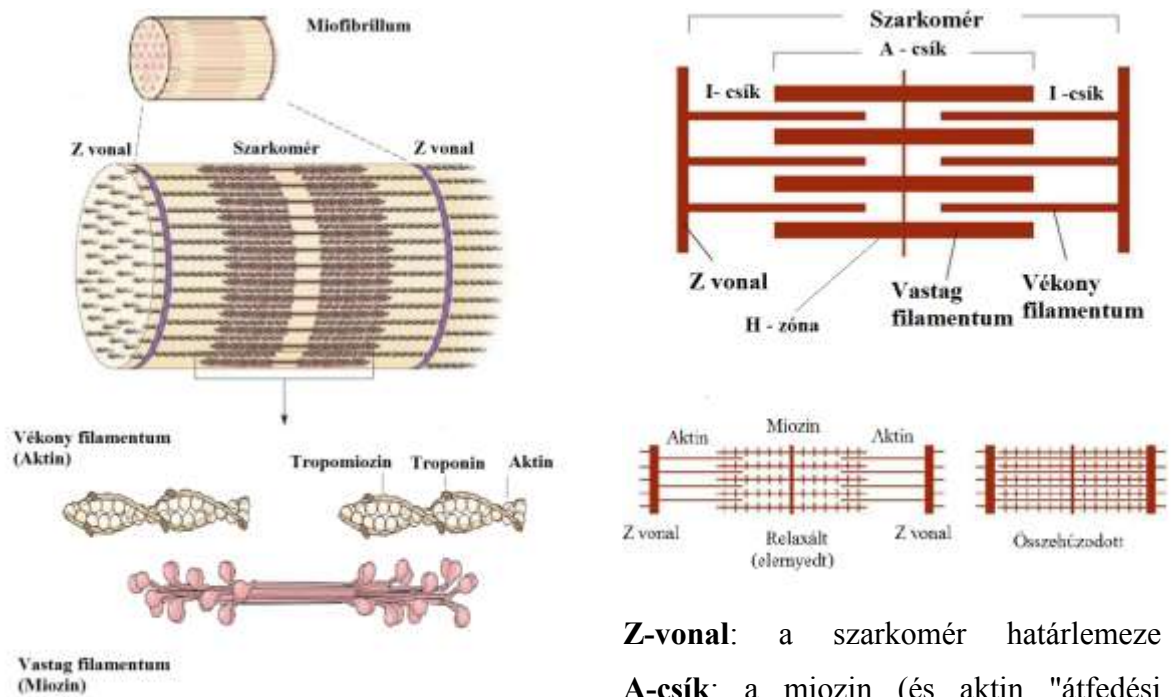 Miofibrillum
Z vonal
Szarkomér
Z vonal
Vékony filamentum
(Aktin)
Tropomiozin
Troponin
Aktin
Vastag filamentum
(Miozin)
Szarkomér
A - csík
I- csík
I -csík
Z vonal
H - zóna
Vastag
filamentum
Vékony
filamentum
Aktin
Miozin
Aktin
Z vonal
Relaxált
(elernyedt)
Z vonal
Összehúzodott
Z-vonal: a szarkomér határlemeze
A-csík: a miozin (és aktin "átfedési